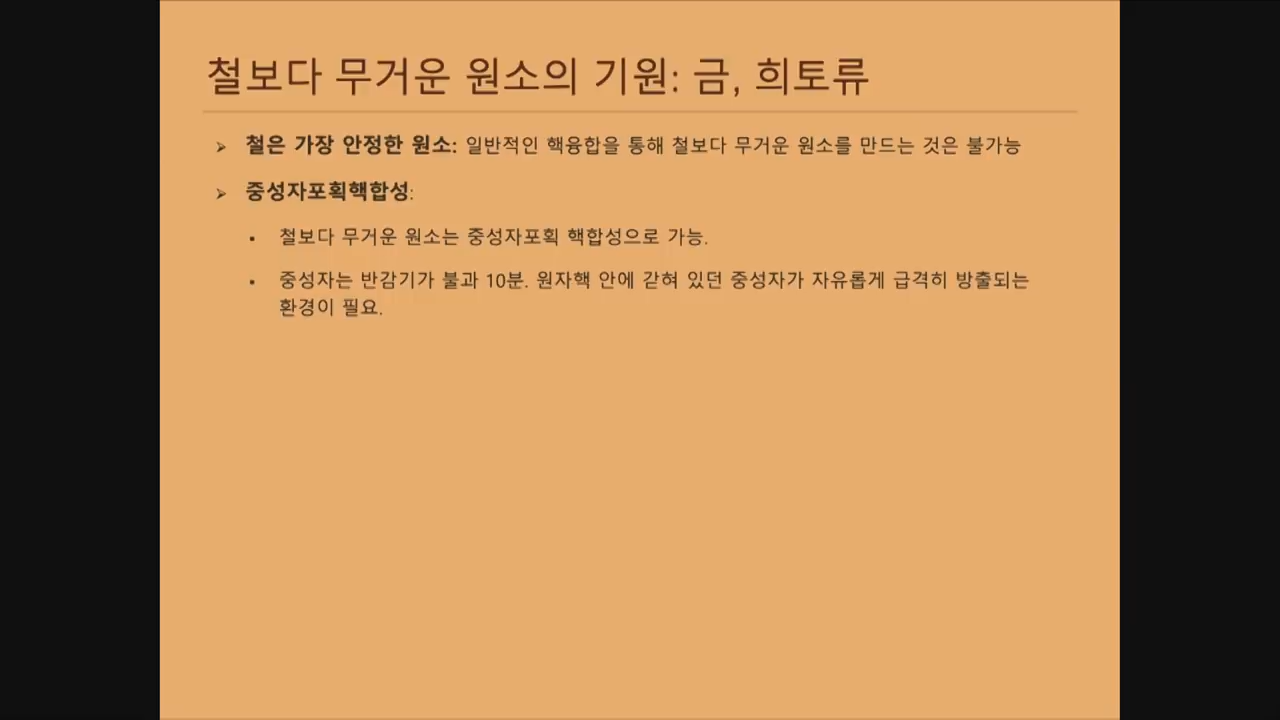 철보다 무거운 원소의 기원: 금, 희토류
➢ 철은 가장 안정한 원소: 일반적인 핵융합을 통해 철보다 무거운 원소를 만드는 것은 불가능
➢ 중성자포획핵합성:
▪ 철보다 무거운 원소는 중성자포획 핵합성으로 가능.
▪ 중성자는 반감기가 불과 10분. 원자핵 안에 갇혀 있던 중성자가 자유롭게 급격히 방출되는
환경이 필요.